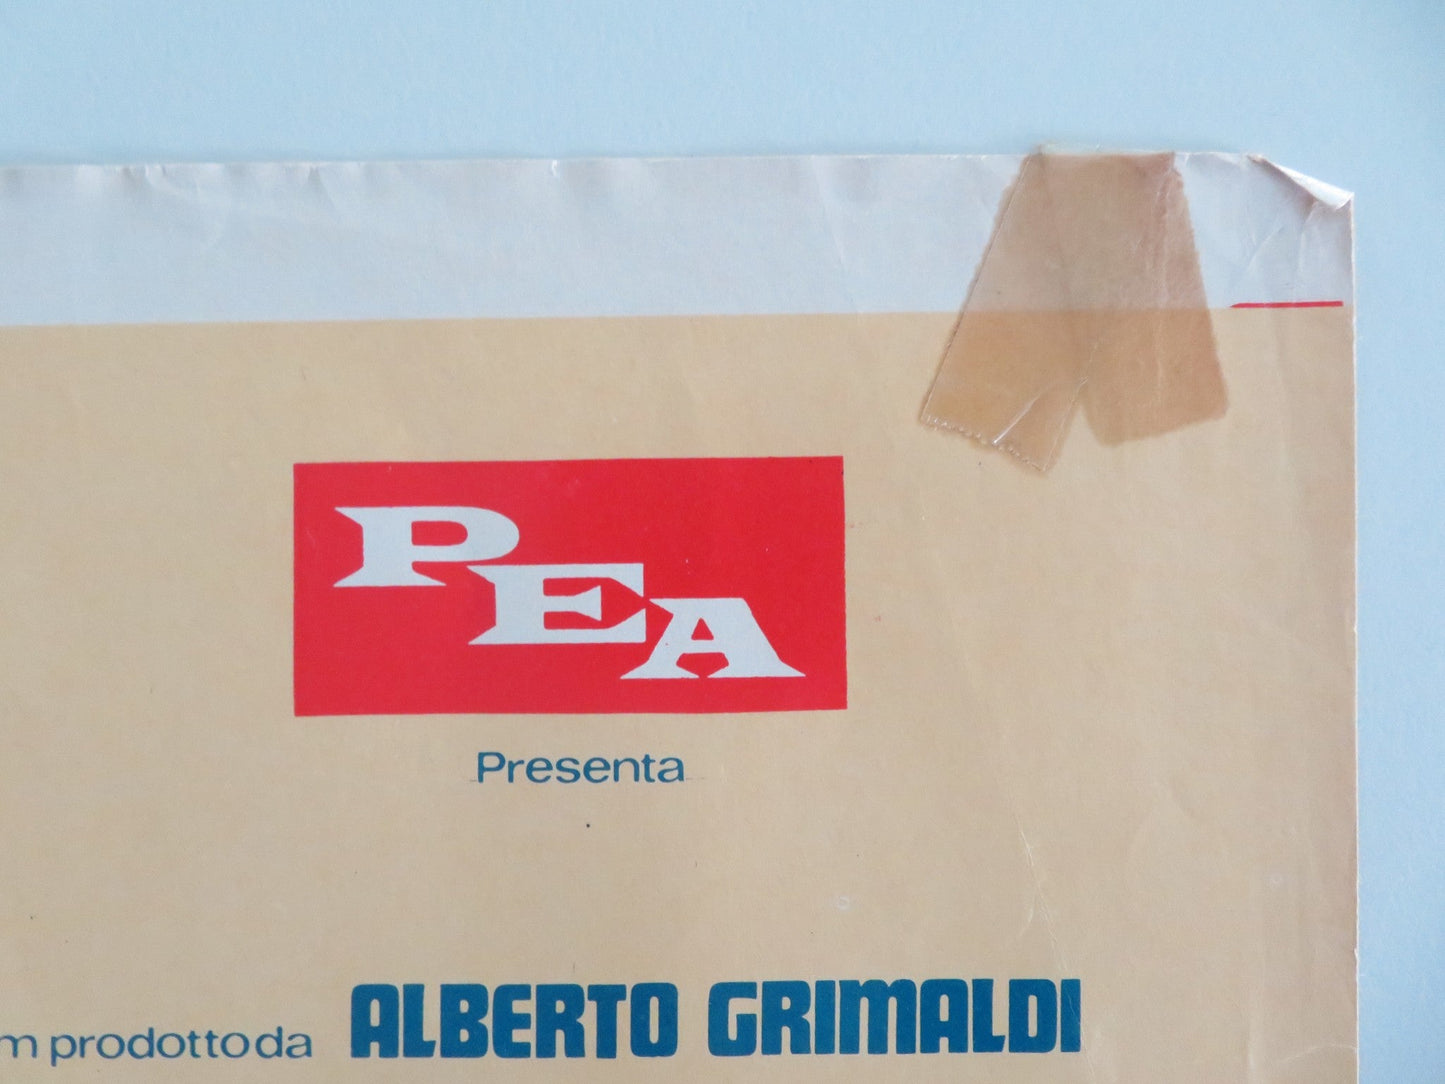 PEA
Presenta
m prodotto da ALBERTO GRIMALDI